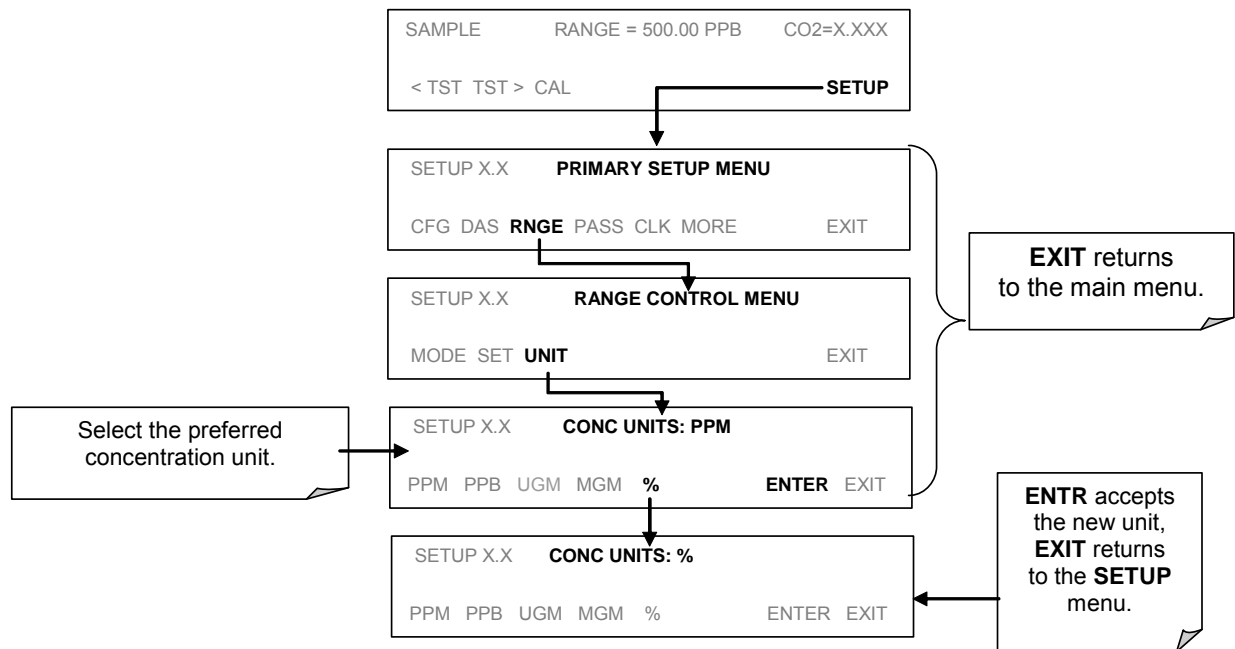 SAMPLE RANGE = 500.00 PPB CO2=X.XXX
< TST TST > CAL SETUP
SETUP X.X PRIMARY SETUP MENU
CFG DAS RNGE PASS CLK MORE EXIT
EXIT returns
to the main menu.
SETUP X.X RANGE CONTROL MENU
MODE SET UNIT EXIT
Select the preferred
concentration unit.
SETUP X.X CONC UNITS: PPM
PPM PPB UGM MGM % ENTER EXIT
ENTR accepts
the new unit,
EXIT returns
to the SETUP
menu.
SETUP X.X CONC UNITS: %
PPM PPB UGM MGM % ENTER EXIT